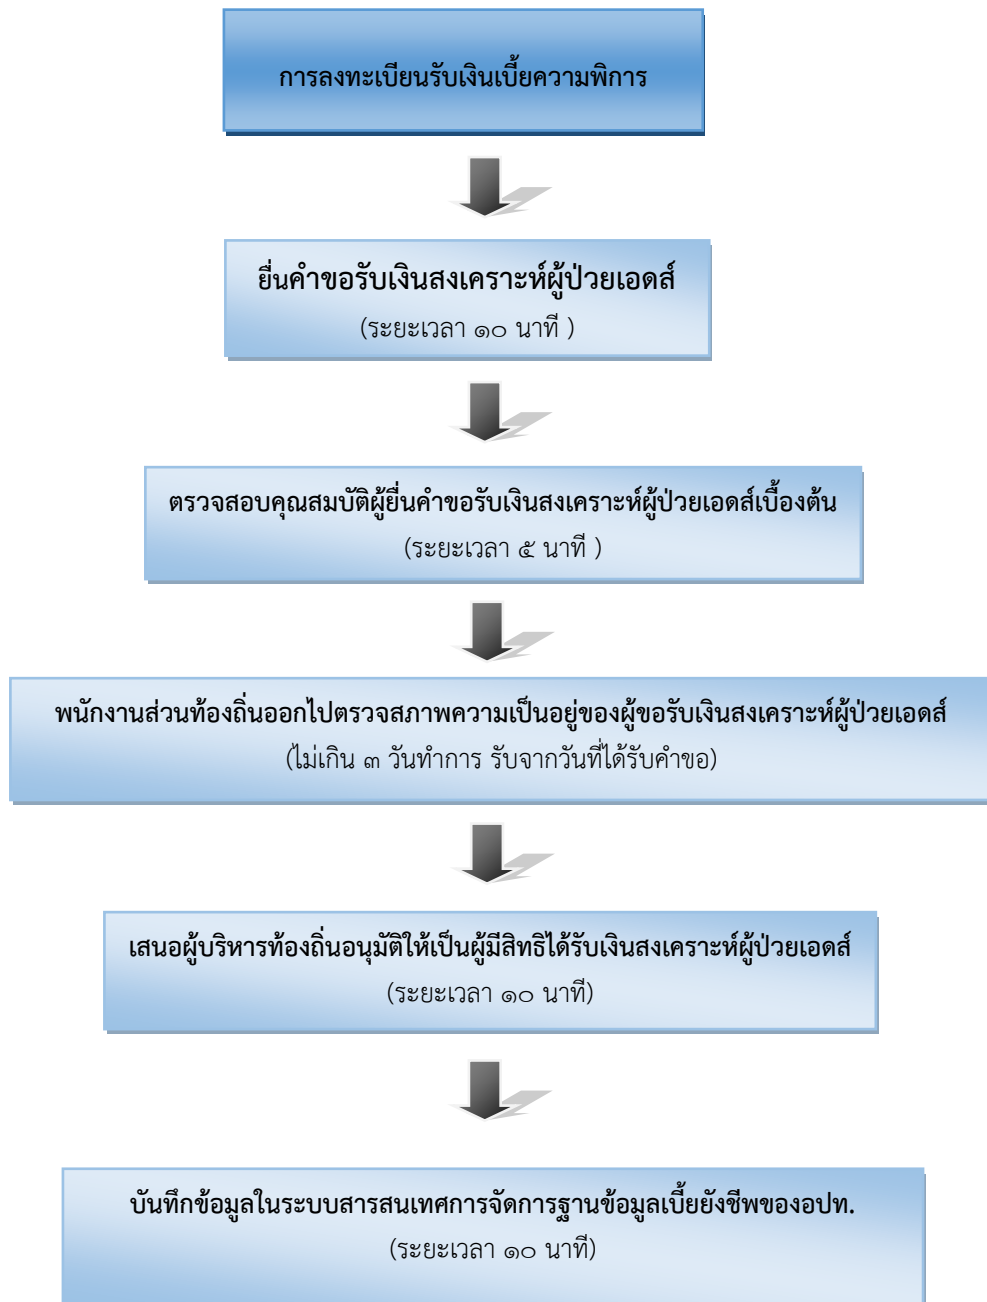 การลงทะเบียนรับเงินเบี้ยความพิการ
ยื่นคำขอรับเงินสงเคราะห์ผู้ป่วยเอดส์
(ระยะเวลา ๑๐ นาที )
ตรวจสอบคุณสมบัติผู้ยื่นคำขอรับเงินสงเคราะห์ผู้ป่วยเอดส์เบื้องต้น
(ระยะเวลา ๕ นาที )
พนักงานส่วนท้องถิ่นออกไปตรวจสภาพความเป็นอยู่ของผู้ขอรับเงินสงเคราะห์ผู้ป่วยเอดส์
(ไม่เกิน ๓ วันทำการ รับจากวันที่ได้รับคำขอ)
เสนอผู้บริหารท้องถิ่นอนุมัติให้เป็นผู้มีสิทธิได้รับเงินสงเคราะห์ผู้ป่วยเอดส์
(ระยะเวลา ๑๐ นาที)
บันทึกข้อมูลในระบบสารสนเทศการจัดการฐานข้อมูลเบี้ยยังชีพของอปท.
(ระยะเวลา ๑๐ นาที)